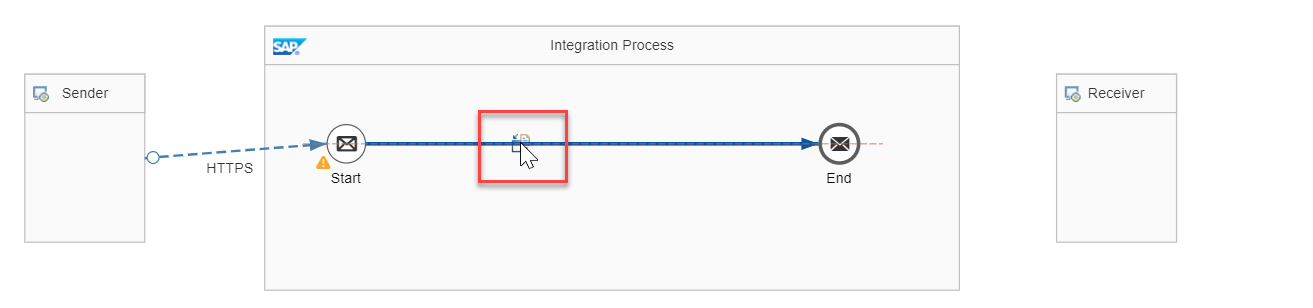 SAP
Integration Process
Sender
Receiver
HTTPS
Start
End